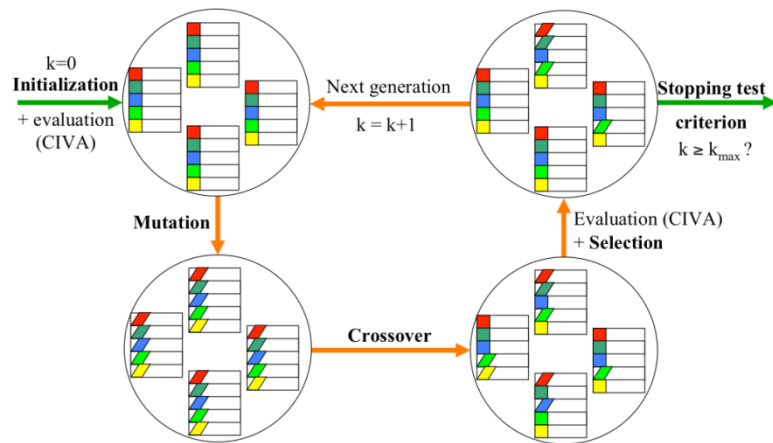 k=0
Initialization
+ evaluation
(CIVA)
Next generation
k = k+1
Stopping test
criterion
k ≥ kmax ?
Mutation
Evaluation (CIVA)
+ Selection
Crossover